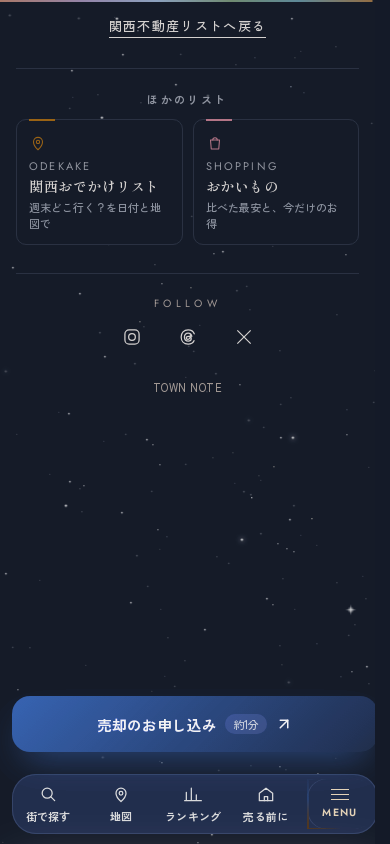 関西不動産リストへ戻る
ほかのリスト
ODEKAKE
関西おでかけリスト
週末どこ行く？を日付と地
図で
SHOPPING
おかいもの
比べた最安と、今だけのお
得
FOLLOW
TOWN NOTE
売却のお申し込み 約1分
街で探す
地図
ランキング
売る前に
MENU